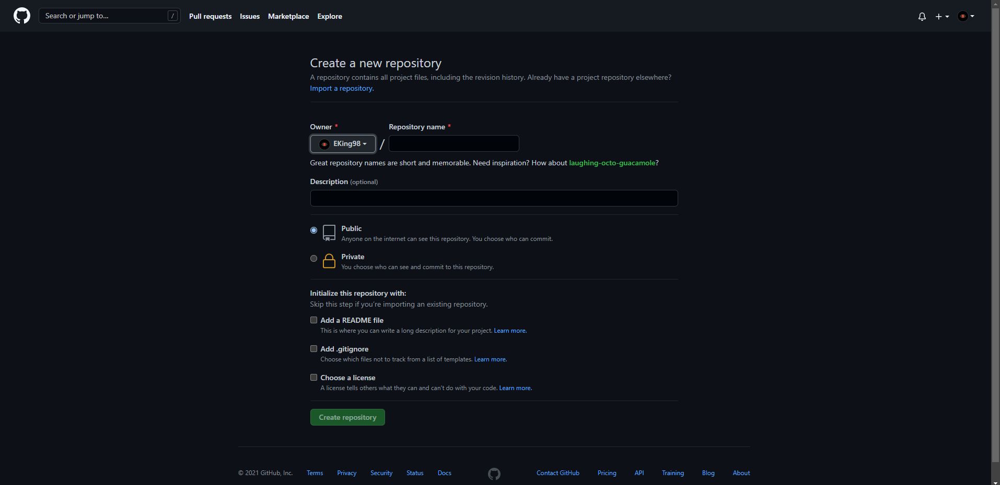 Search or jump to... /
Pull requests Issues Marketplace Explore
Create a new repository
A repository contains all project files, including the revision history. Already have a project repository elsewhere?
Import a repository.
Owner * Repository name *
EKing98 /
Great repository names are short and memorable. Need inspiration? How about laughing-octo-guacamole?
Description (optional)
Public
Anyone on the internet can see this repository. You choose who can commit.
Private
You choose who can see and commit to this repository.
Initialize this repository with:
Skip this step if you’re importing an existing repository.
Add a README file
This is where you can write a long description for your project. Learn more.
Add .gitignore
Choose which files not to track from a list of templates. Learn more.
Choose a license
A license tells others what they can and can't do with your code. Learn more.
Create repository
© 2021 GitHub, Inc. Terms Privacy Security Status Docs Contact GitHub Pricing API Training Blog About